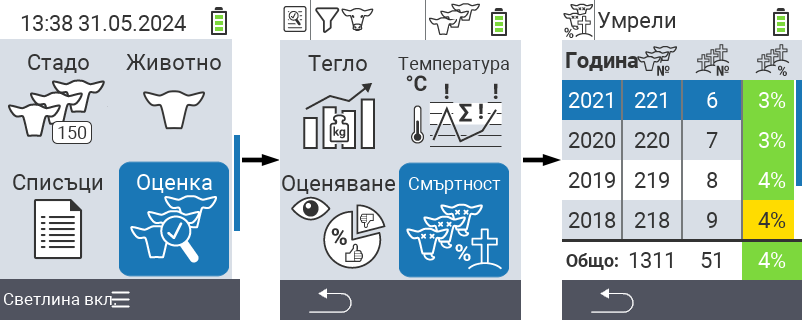 13:38 31.05.2024
Стадо Животно
150
Списъци Оценка
Светлина вкл.
Тегло Температура
kg °C ! Σ ! !
Оценяване Смъртност
% %
% Умрели
Година № № %
2021 221 6 3%
2020 220 7 3%
2019 219 8 4%
2018 218 9 4%
Общо: 1311 51 4%